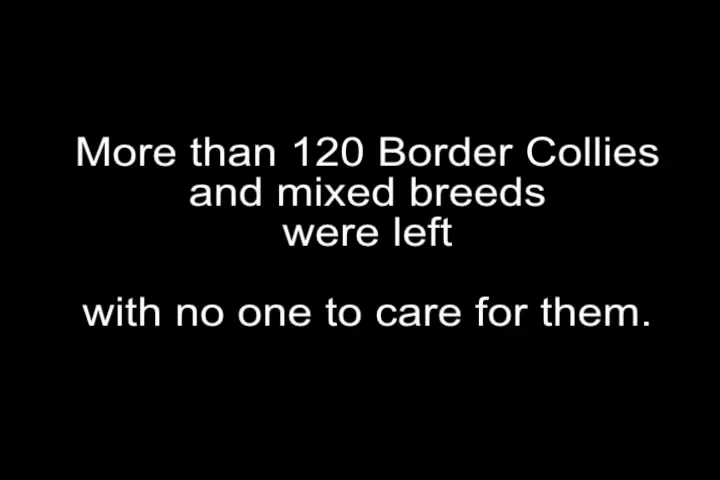 More than 120 Border Collies
and mixed breeds
were left
with no one to care for them.